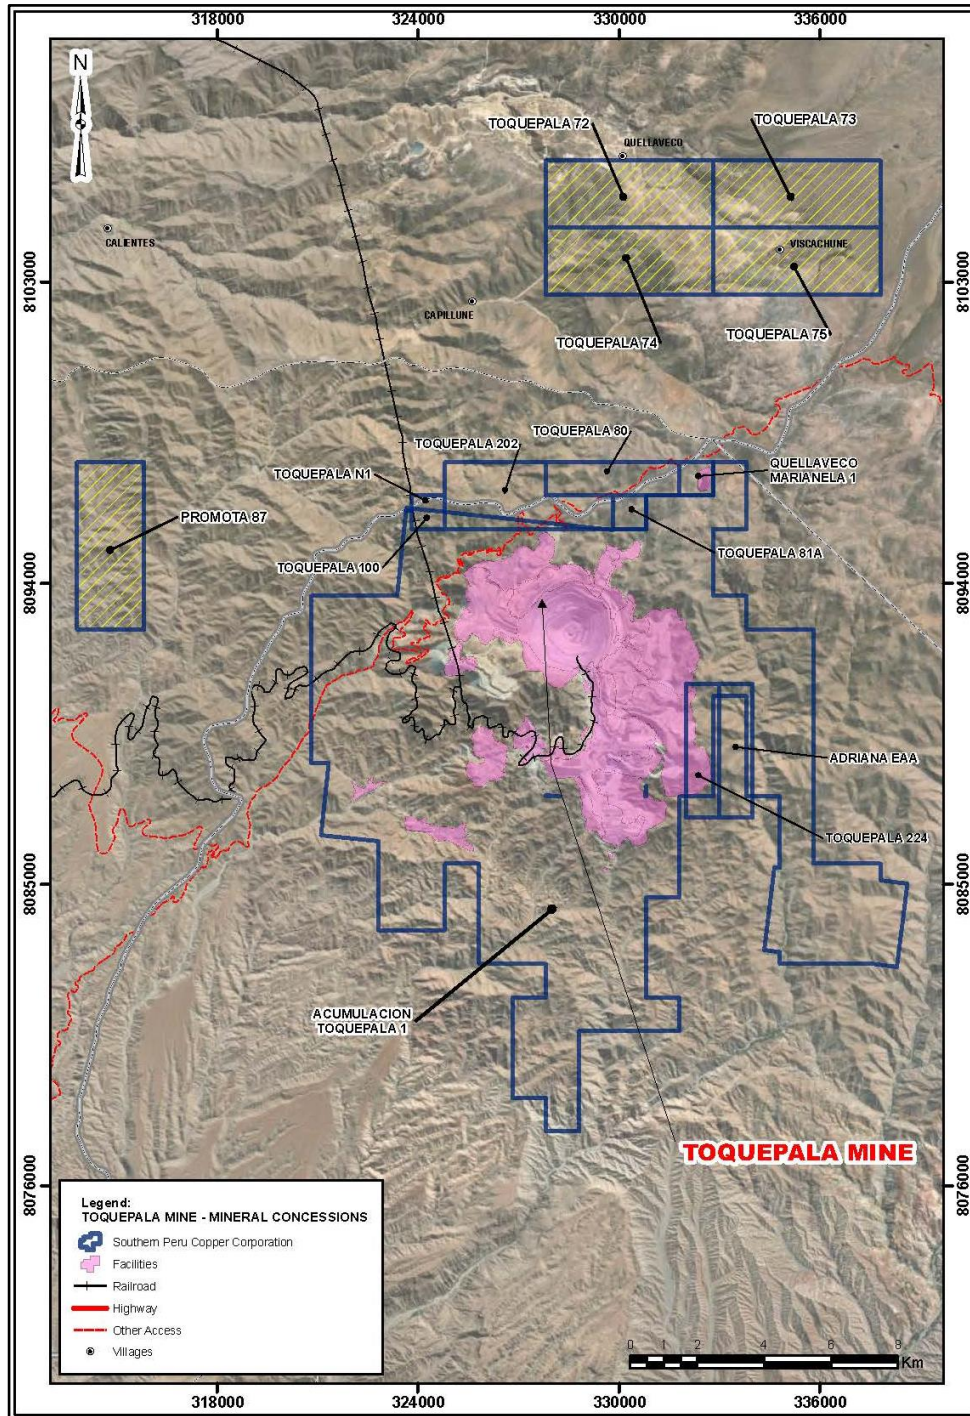 318000
324000
330000
336000
N
TOQUEPALA 72
TOQUEPALA 73
QUELLAVECO
CALIENTES
VISCACHUNE
8103000
8103000
CAPILLUNE
TOQUEPALA 74
TOQUEPALA 75
TOQUEPALA 80
TOQUEPALA 202
TOQUEPALA N1
QUELLAVECO
MARIANELA 1
PROMOTA 87
TOQUEPALA 81A
TOQUEPALA 100
8094000
8094000
ADRIANA EAA
TOQUEPALA 224
8085000
8085000
ACUMULACION
TOQUEPALA 1
TOQUEPALA MINE
8076000
8076000
Legend:
TOQUEPALA MINE - MINERAL CONCESSIONS
Southern Peru Copper Corporation
Facilities
Railroad
Highway
Other Access
Villages
0 1 2 4 6 8
Km
318000
324000
330000
336000